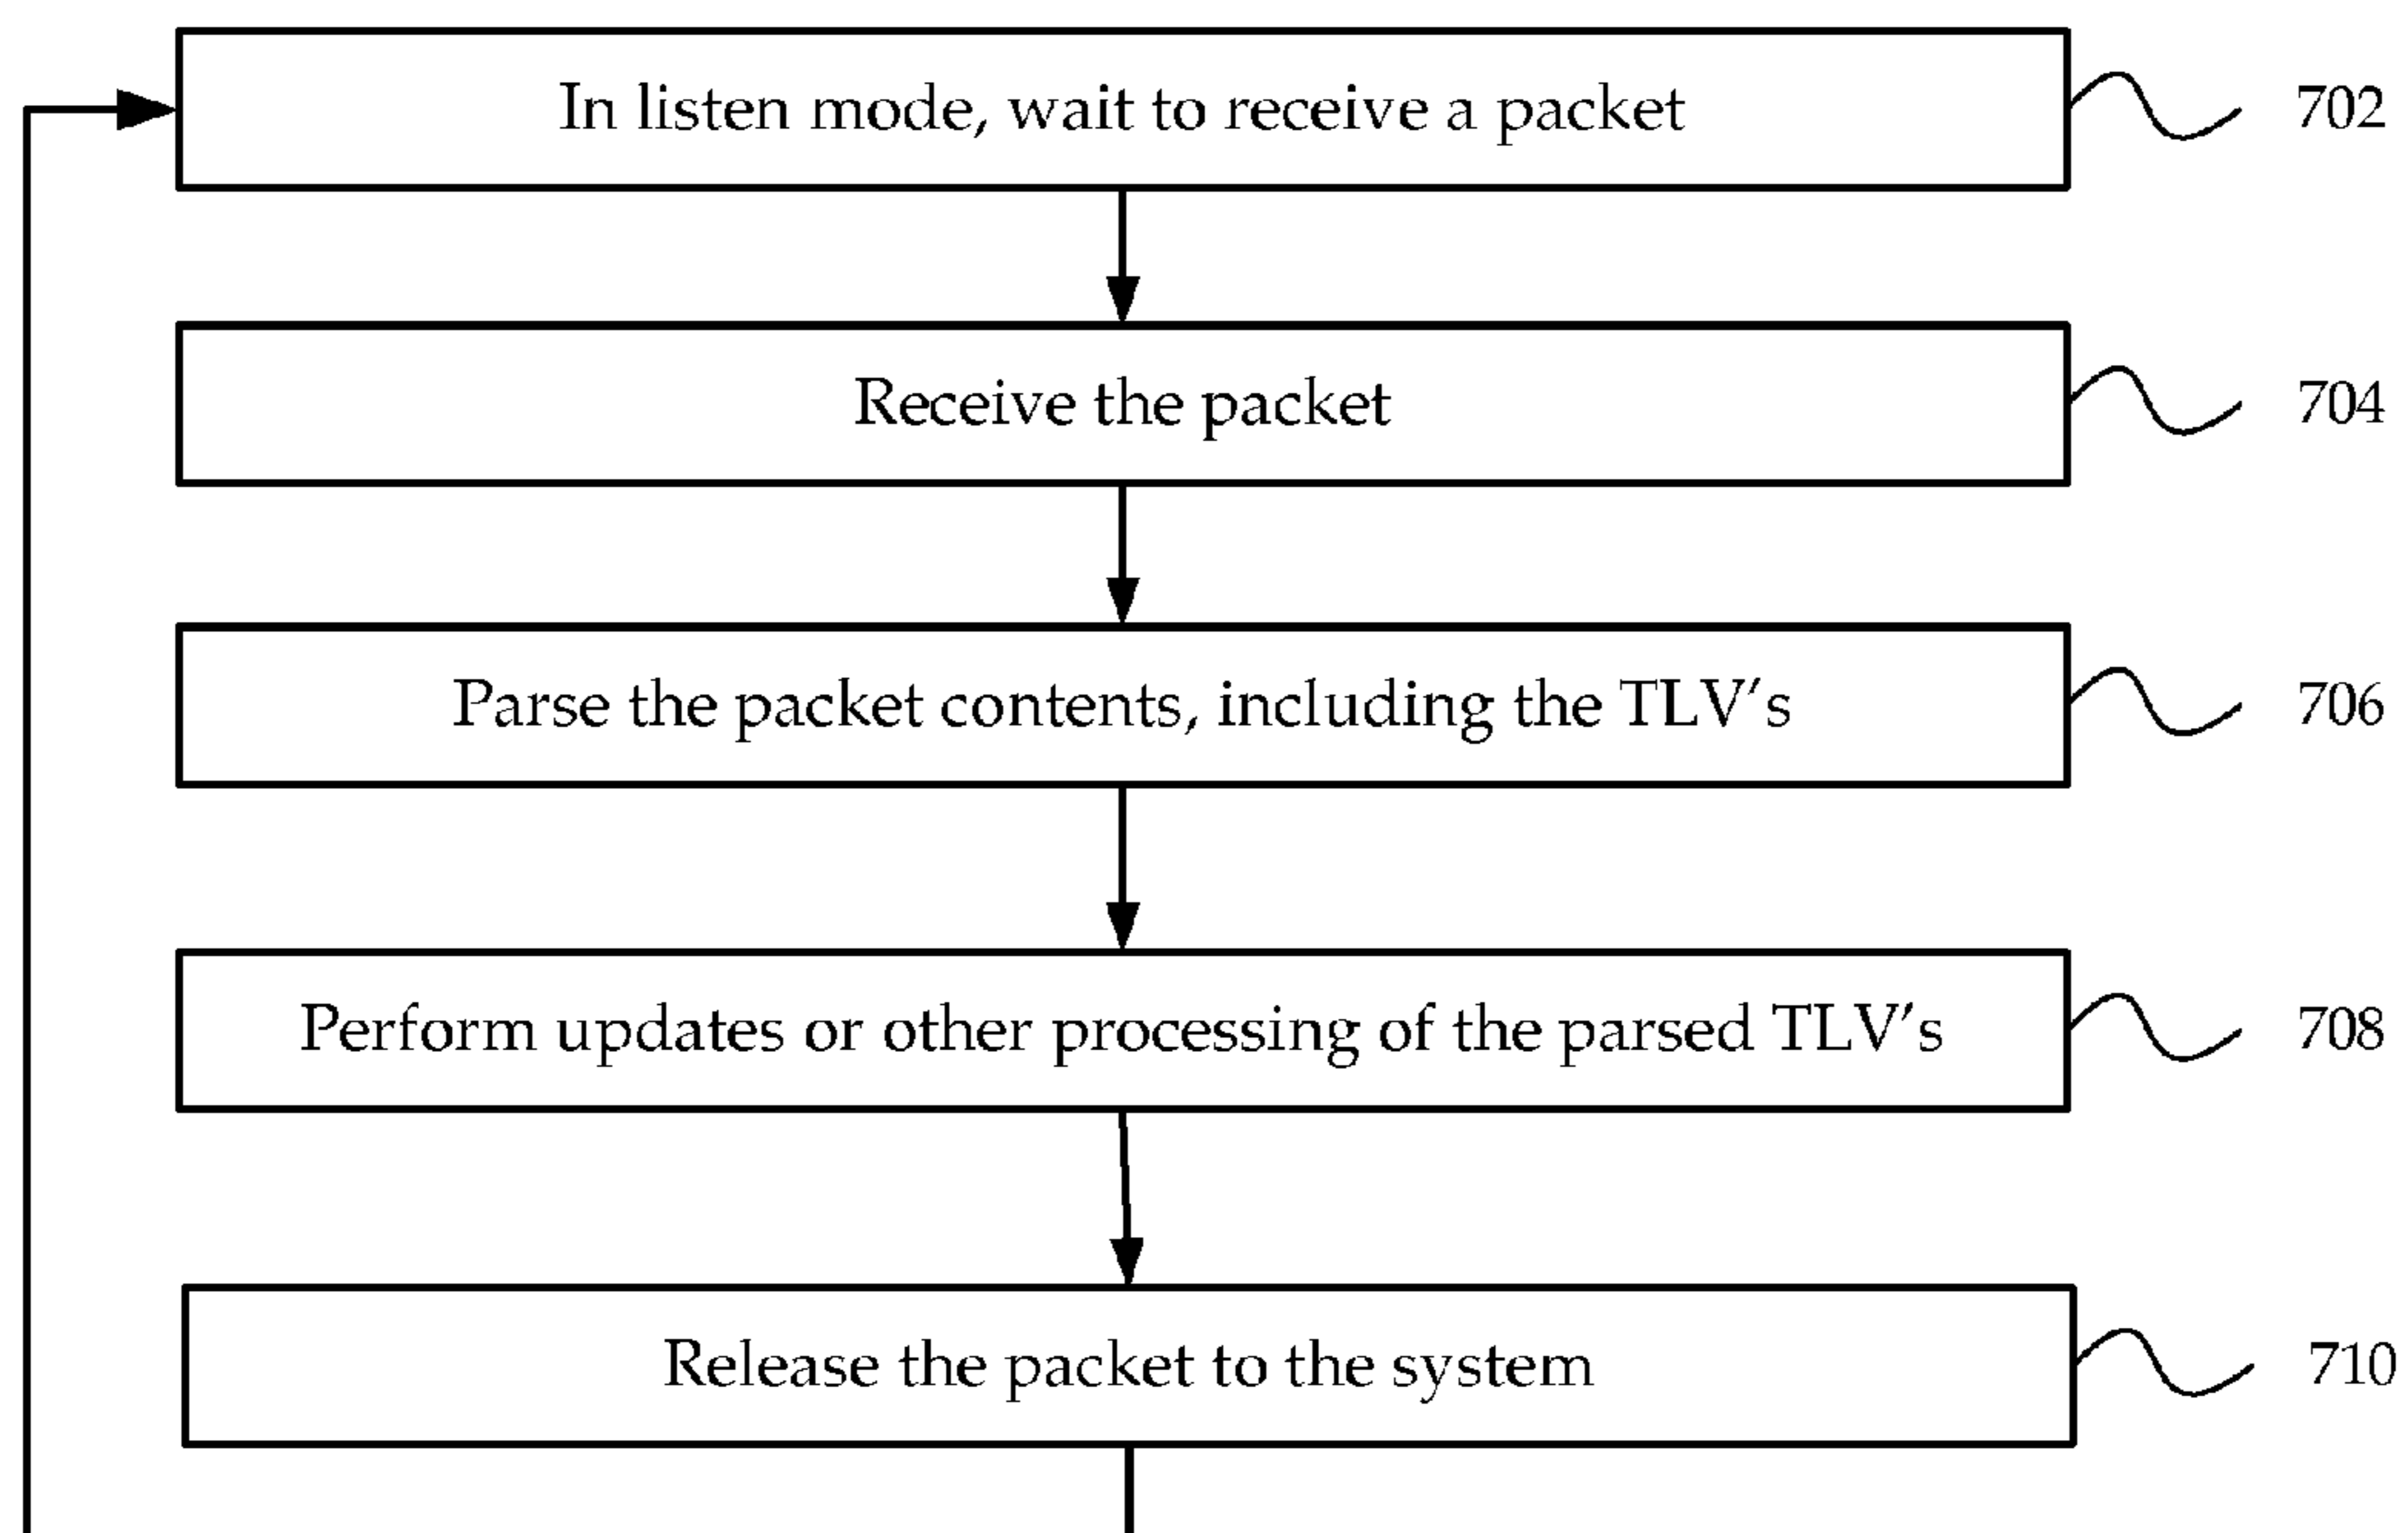 In listen mode, wait to receive a packet
702
Receive the packet
704
Parse the packet contents, including the TLV's
706
Perform updates or other processing of the parsed TLV's
708
Release the packet to the system
710